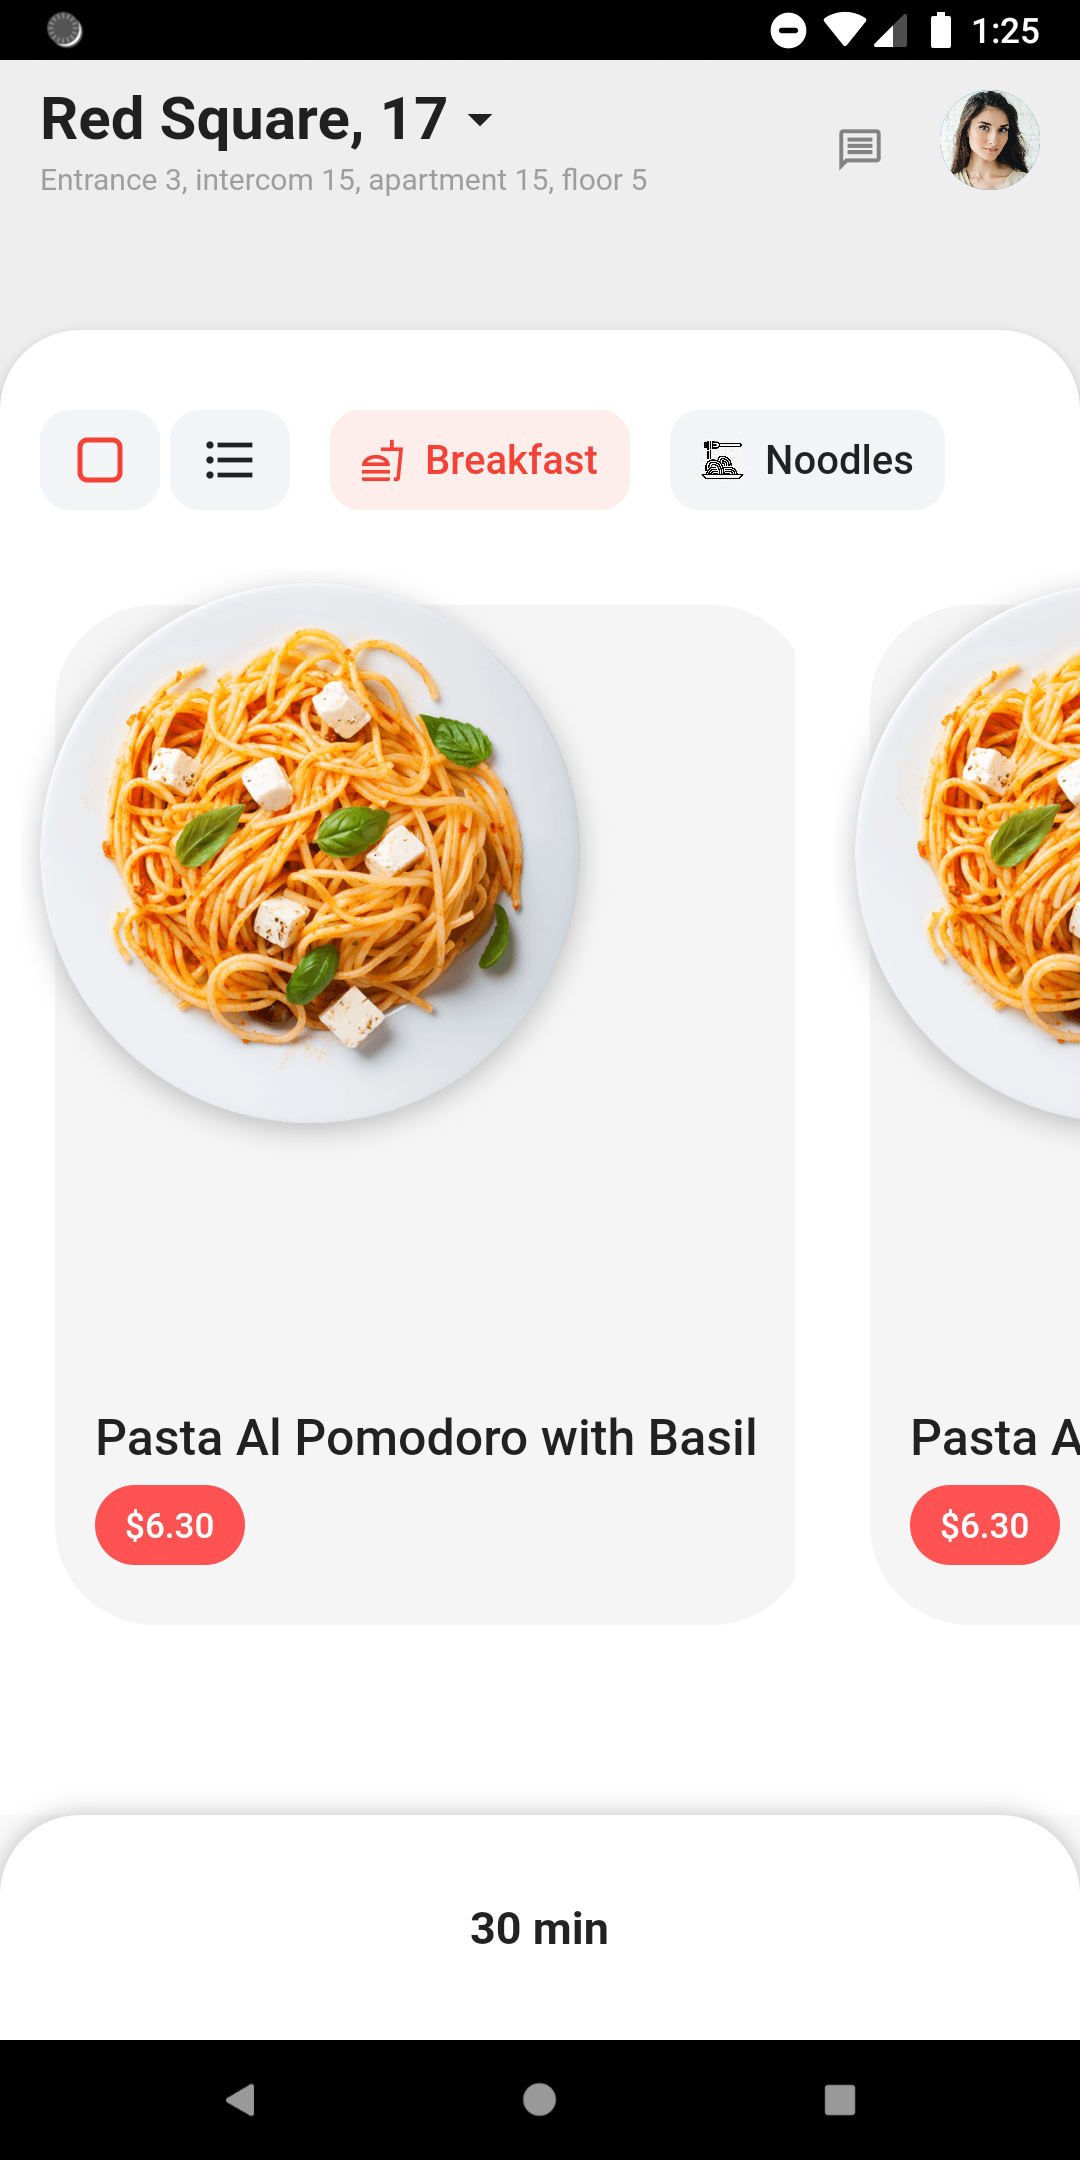 1:25
Red Square, 17
Entrance 3, intercom 15, apartment 15, floor 5
Breakfast
Noodles
Pasta Al Pomodoro with Basil
Pasta A
$6.30
$6.30
30 min